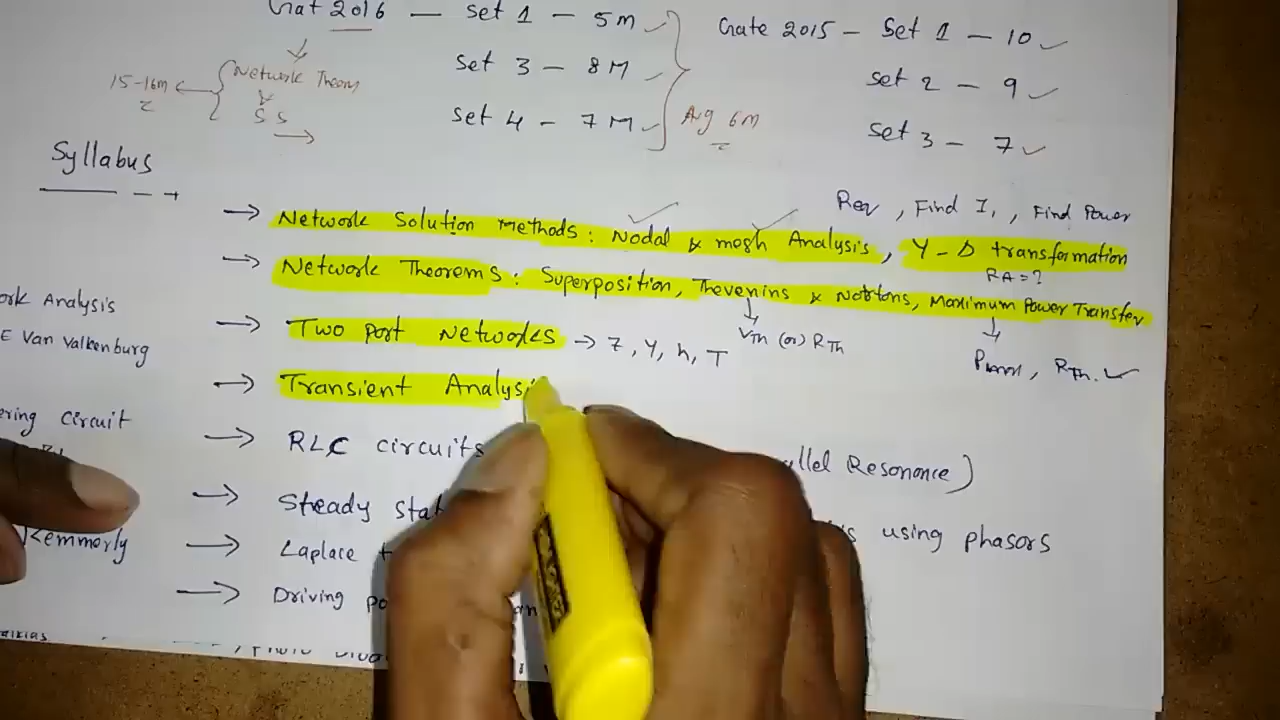 Gat 2016 — Set 1 - 5m
Set 3 - 8M
Set 4 - 7M
Avg 6m
Gate 2015 - Set 1 - 10
Set 2 - 9
Set 3 - 7
Network Theory
15-16m
S S
Syllabus
Req , Find I, , Find Power
→ Network Solution methods : Nodal & mesh Analysis, Y - D transformation
RA = ?
→ Network Theorems : Superposition, Thevenins & Nortons, Maximum Power Transfer
VTh (or) RTh
Pmax , RTh.
→ Two port Networks → Z, Y, h, T
→ Transient Analysi
→ RLC circuits
llel Resonance)
→ Steady stat
using phasors
→ Laplace t
→ Driving po
ork Analysis
E Van Valkenburg
ering Circuit
Kemmerly